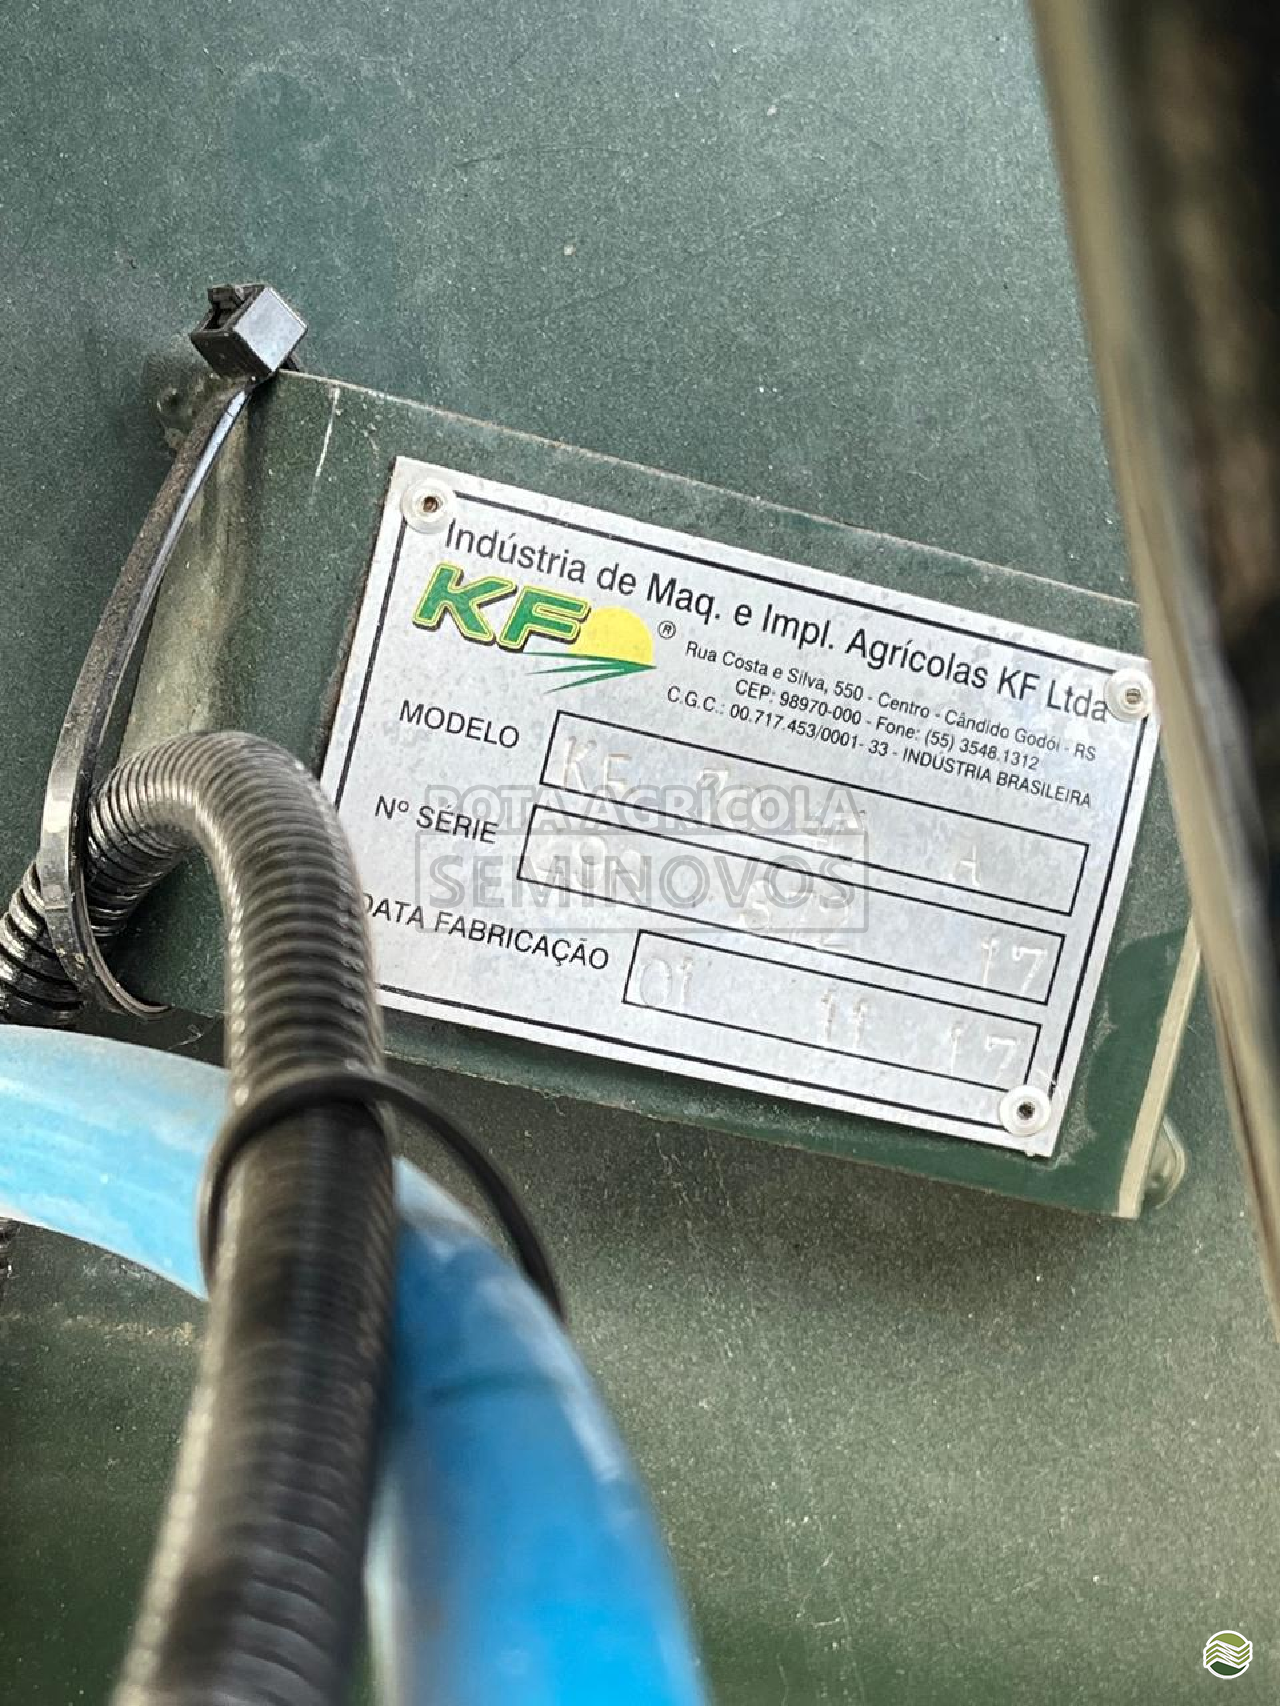 Indústria de Maq. e Impl. Agrícolas KF Ltda
KF ®
Rua Costa e Silva, 550 - Centro - Cândido Godói - RS
CEP: 98970-000 - Fone: (55) 3548.1312
C.G.C.: 00.717.453/0001- 33 - INDÚSTRIA BRASILEIRA
MODELO KF A
ROTA AGRÍCOLA
SEMINOVOS
Nº SÉRIE 17
DATA FABRICAÇÃO 01 11 17